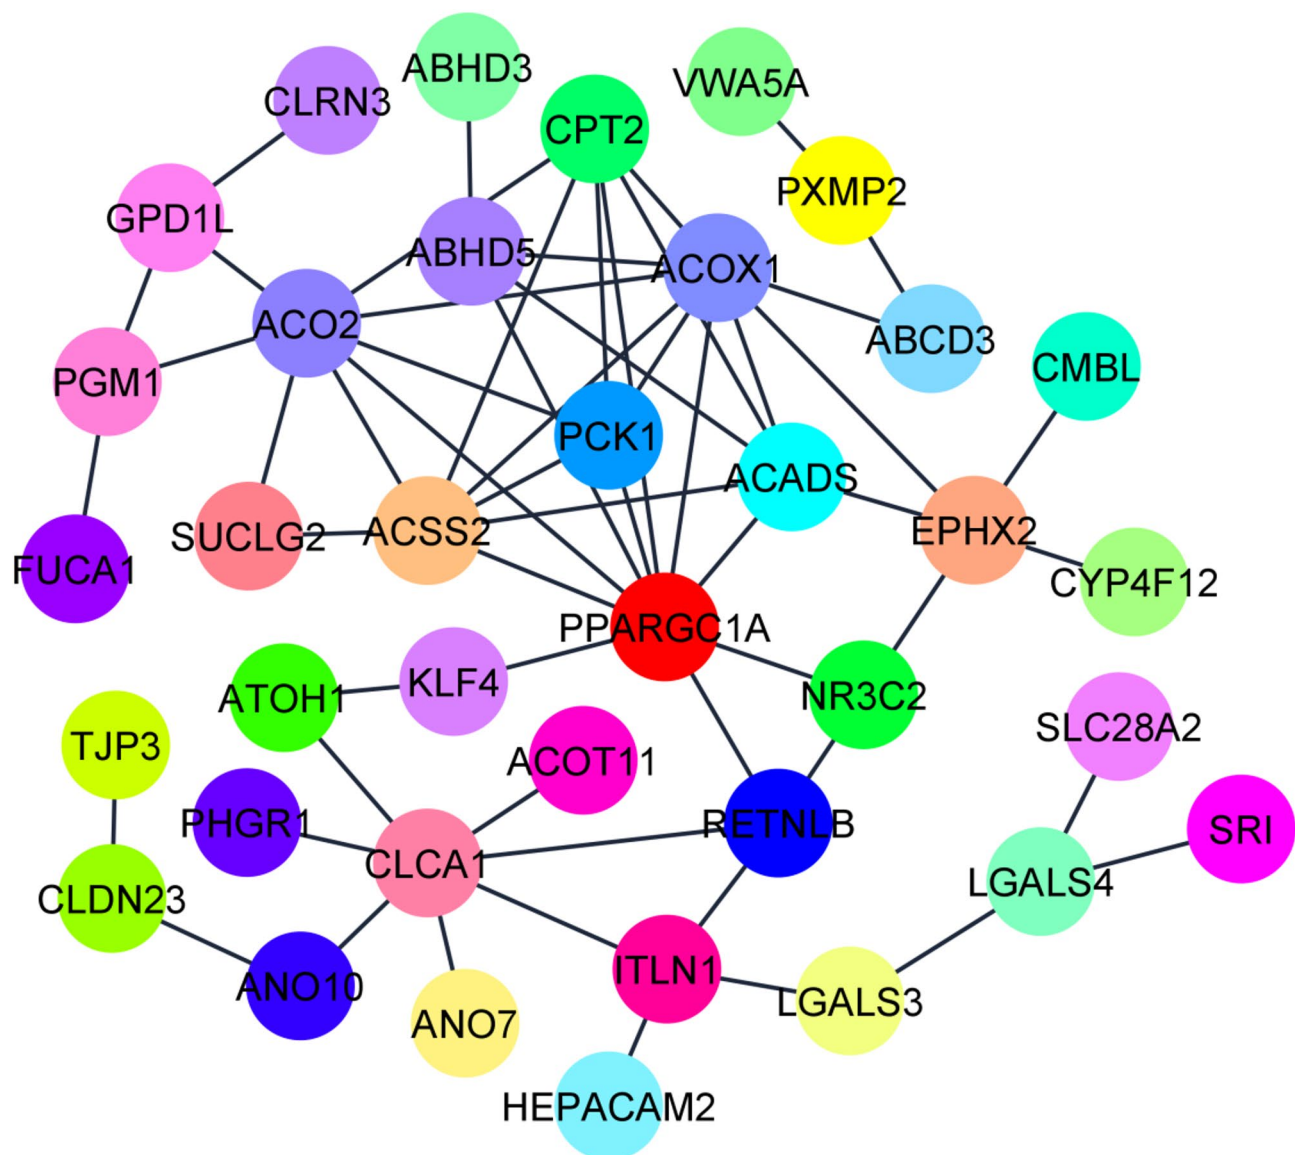 ABHD3
VWA5A
CLRN3
CPT2
PXMP2
GPD1L
ABHD5
ACOX1
ACO2
ABCD3
CMBL
PGM1
PCK1
ACADS
SUCLG2
ACSS2
EPHX2
FUCA1
CYP4F12
PPARGC1A
KLF4
ATOH1
NR3C2
SLC28A2
TJP3
ACOT11
PHGR1
RETNLB
SRI
CLCA1
LGALS4
CLDN23
ITLN1
ANO10
LGALS3
ANO7
HEPACAM2